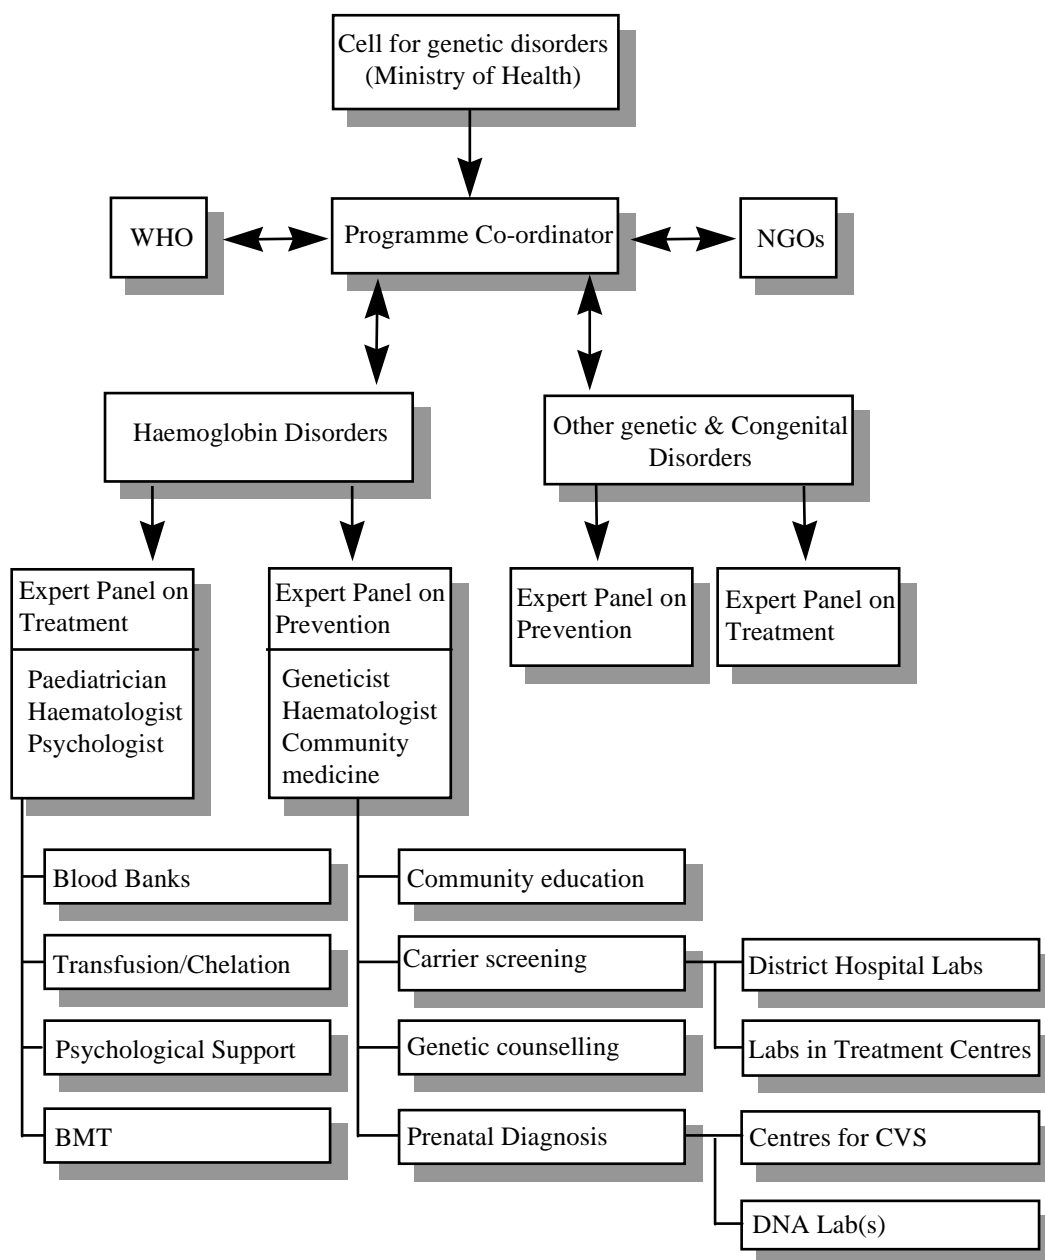 Cell for genetic disorders
(Ministry of Health)
WHO
Programme Co-ordinator
NGOs
Haemoglobin Disorders
Other genetic & Congenital
Disorders
Expert Panel on
Treatment
Paediatrician
Haematologist
Psychologist
Expert Panel on
Prevention
Geneticist
Haematologist
Community
medicine
Expert Panel on
Prevention
Expert Panel on
Treatment
Blood Banks
Transfusion/Chelation
Psychological Support
BMT
Community education
Carrier screening
Genetic counselling
Prenatal Diagnosis
District Hospital Labs
Labs in Treatment Centres
Centres for CVS
DNA Lab(s)